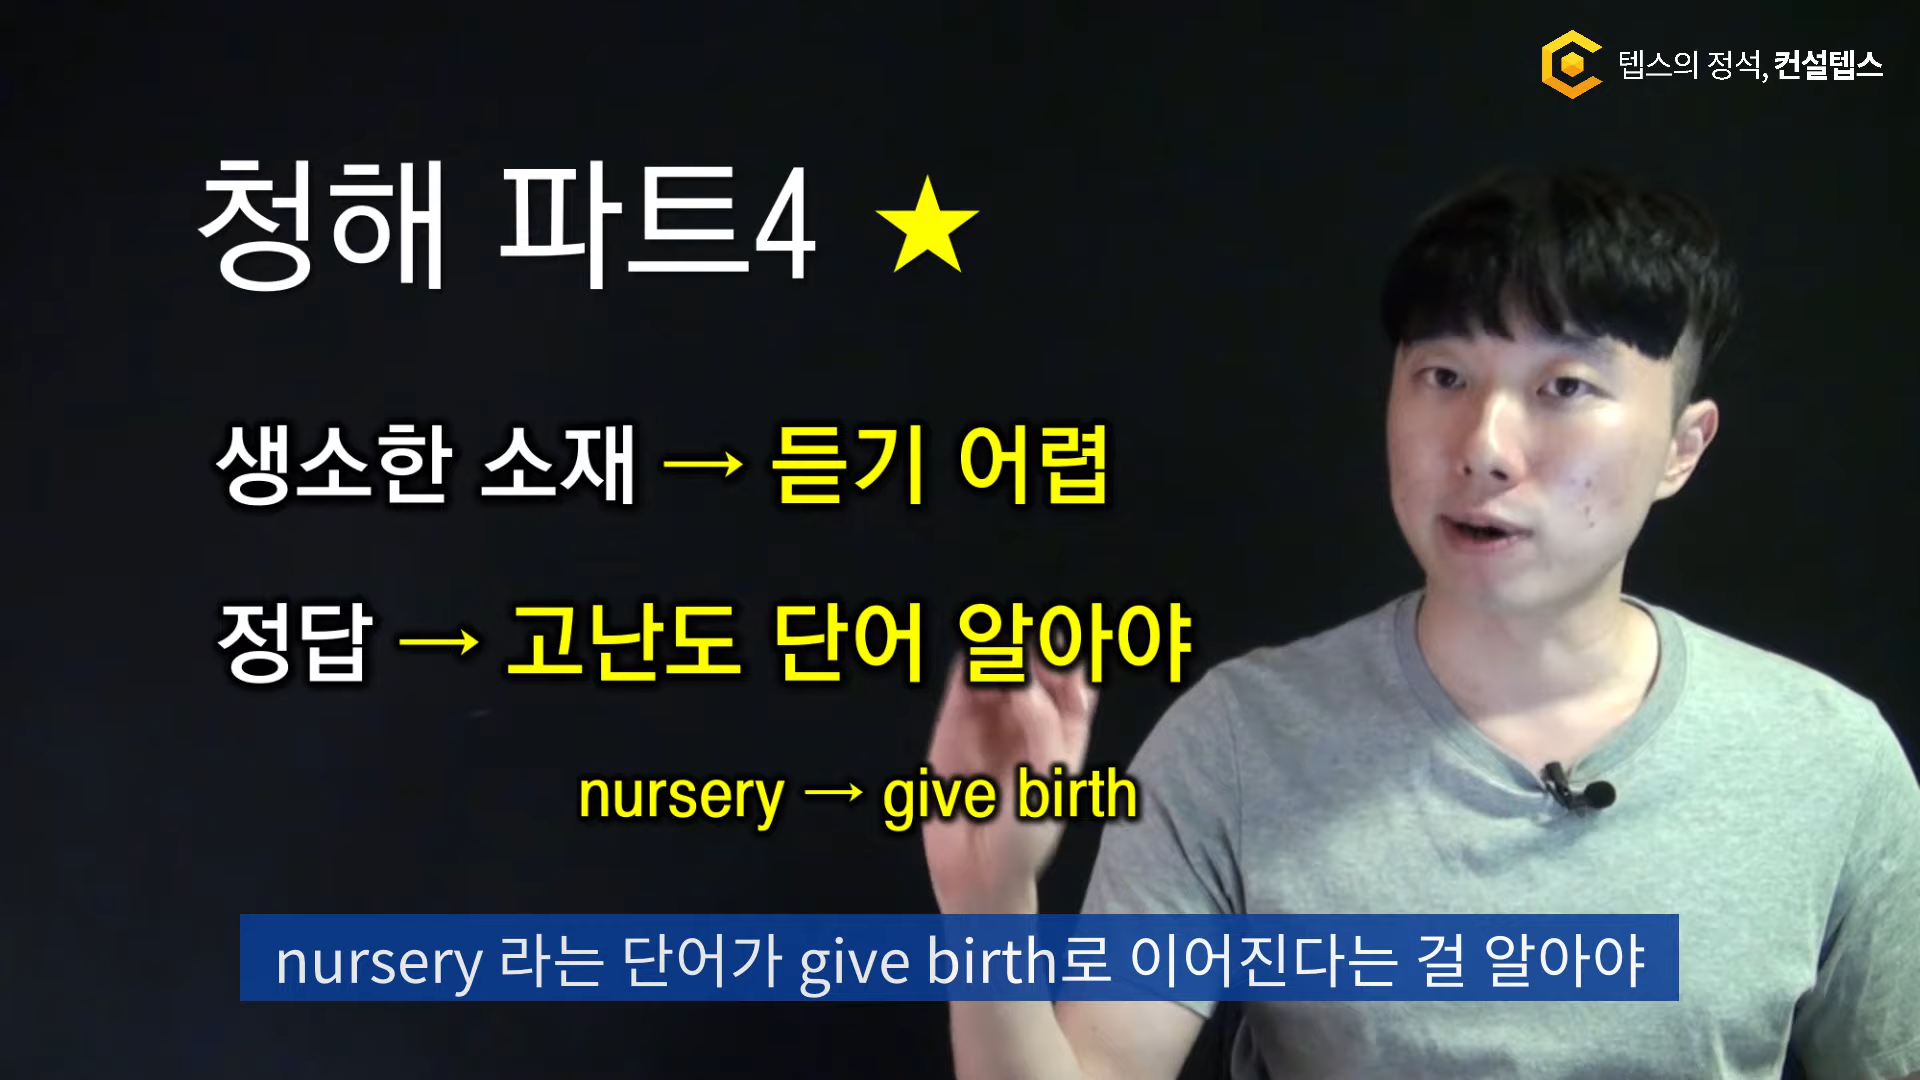 텝스의 정석, 컨설텝스
청해 파트4 ★
생소한 소재 → 듣기 어렵
정답 → 고난도 단어 알아야
nursery → give birth
nursery 라는 단어가 give birth로 이어진다는 걸 알아야